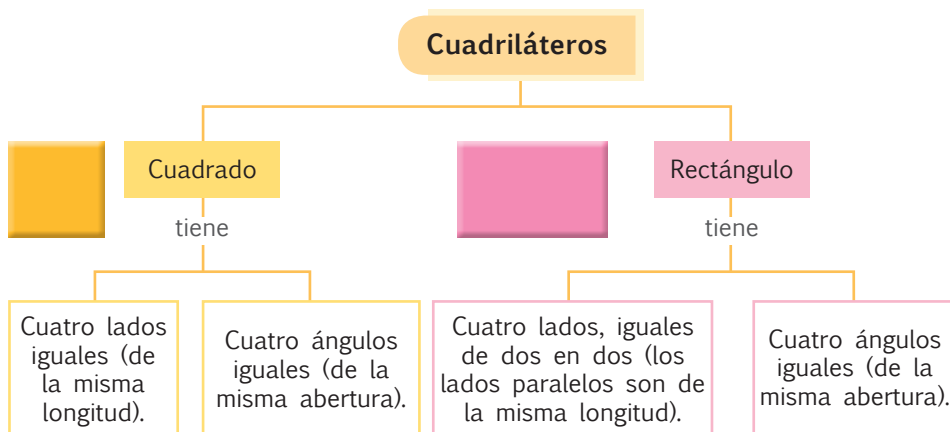 Cuadriláteros
Cuadrado
Rectángulo
tiene
tiene
Cuatro lados
iguales (de
la misma
longitud).
Cuatro ángulos
iguales (de la
misma abertura).
Cuatro lados, iguales
de dos en dos (los
lados paralelos son de
la misma longitud).
Cuatro ángulos
iguales (de la
misma abertura).